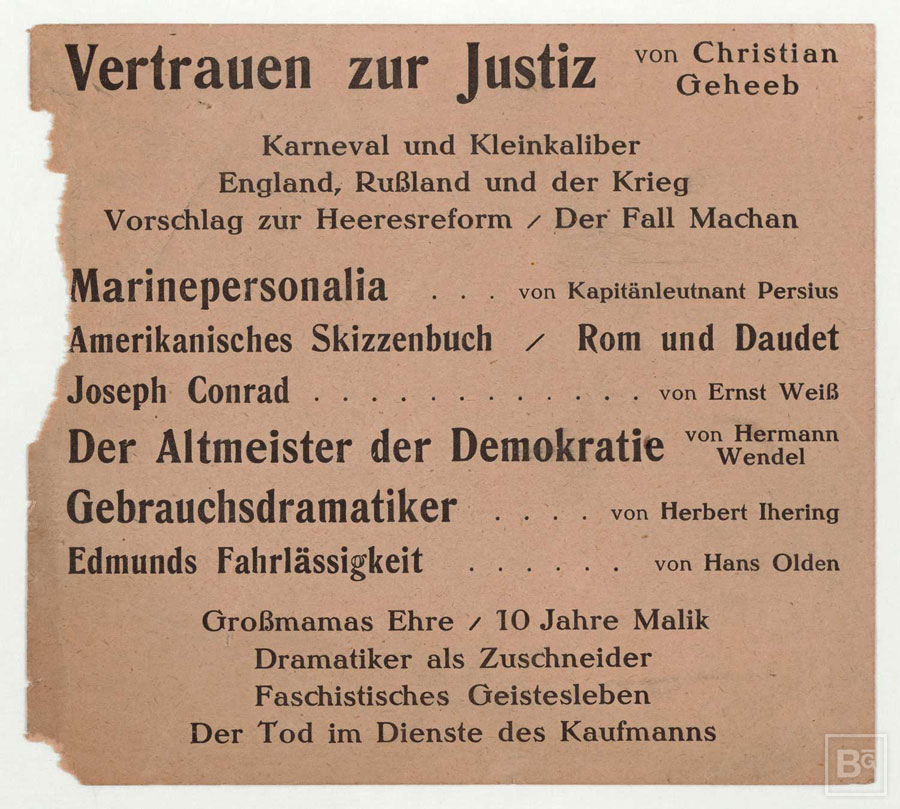 Vertrauen zur Justiz von Christian
Geheeb
Karneval und Kleinkaliber
England, Rußland und der Krieg
Vorschlag zur Heeresreform / Der Fall Machan
Marinepersonalia . . . von Kapitänleutnant Persius
Amerikanisches Skizzenbuch / Rom und Daudet
Joseph Conrad . . . . . . . . . . . . . von Ernst Weiß
Der Altmeister der Demokratie von Hermann
Wendel
Gebrauchsdramatiker . . . . von Herbert Ihering
Edmunds Fahrlässigkeit . . . . . . von Hans Olden
Großmamas Ehre / 10 Jahre Malik
Dramatiker als Zuschneider
Faschistisches Geistesleben
Der Tod im Dienste des Kaufmanns
BG